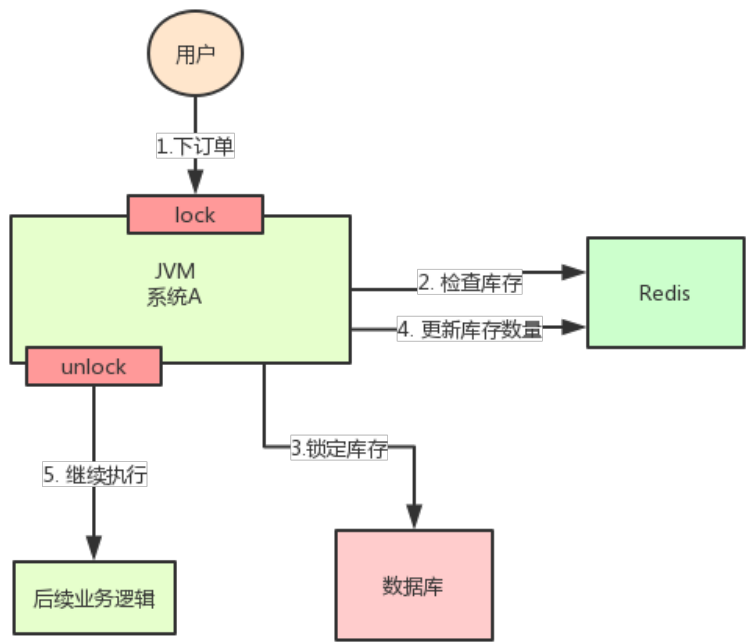 用户
1.下订单
lock
JVM
系统A
2. 检查库存
Redis
4. 更新库存数量
unlock
3.锁定库存
5. 继续执行
后续业务逻辑
数据库